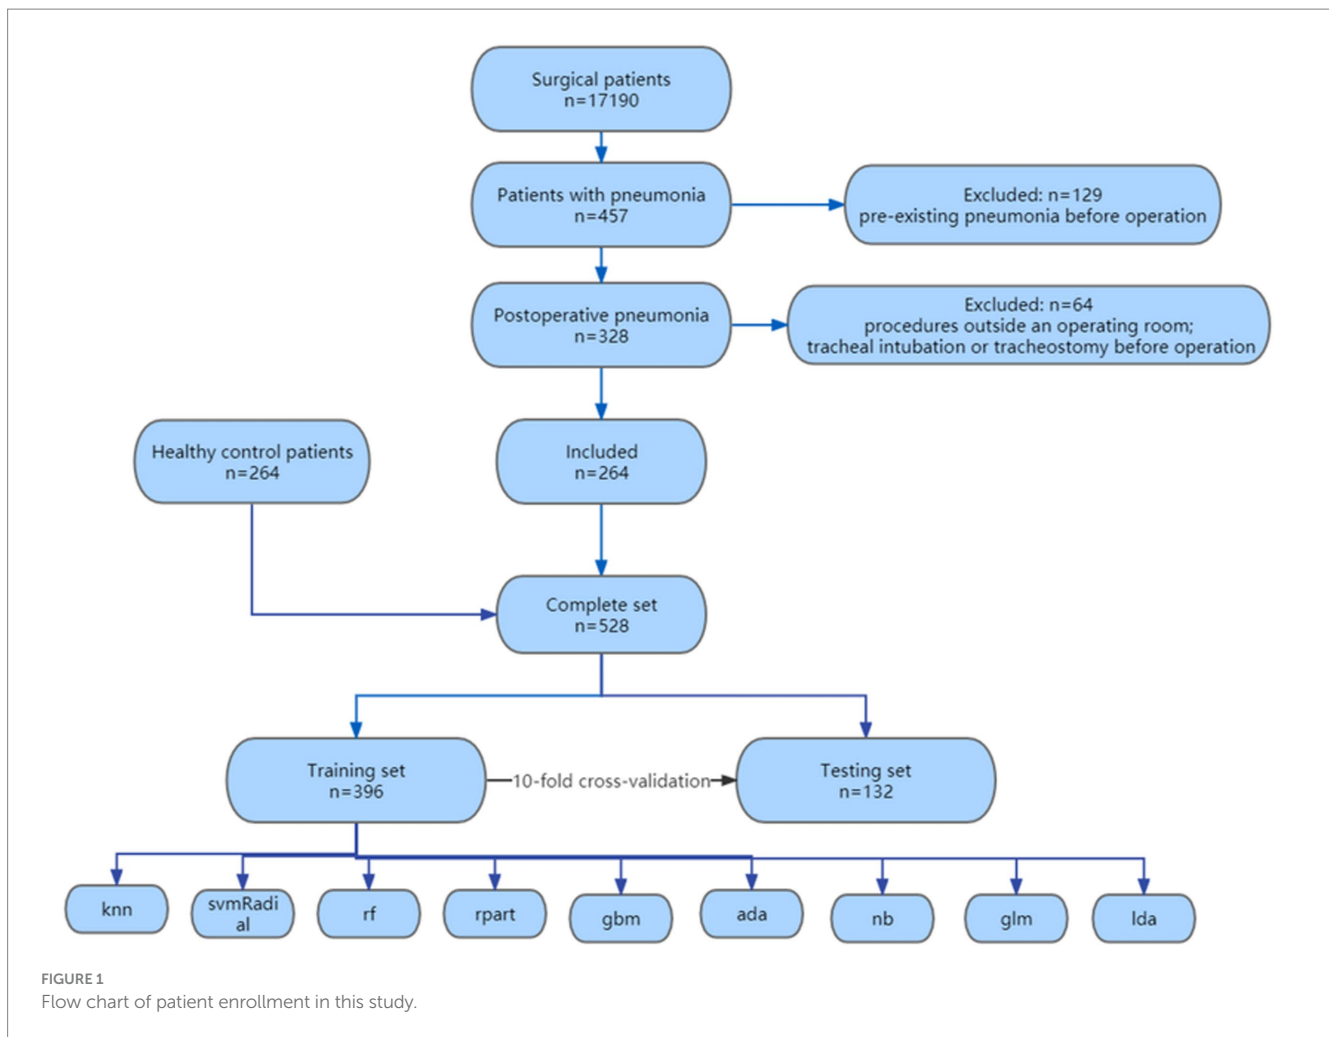 Surgical patients
n=17190
Patients with pneumonia
n=457
Excluded: n=129
pre-existing pneumonia before operation
Postoperative pneumonia
n=328
Excluded: n=64
procedures outside an operating room;
tracheal intubation or tracheostomy before operation
Healthy control patients
n=264
Included
n=264
Complete set
n=528
Training set
n=396
10-fold cross-validation
Testing set
n=132
knn
svmRadi
al
rf
rpart
gbm
ada
nb
glm
lda
FIGURE 1
Flow chart of patient enrollment in this study.